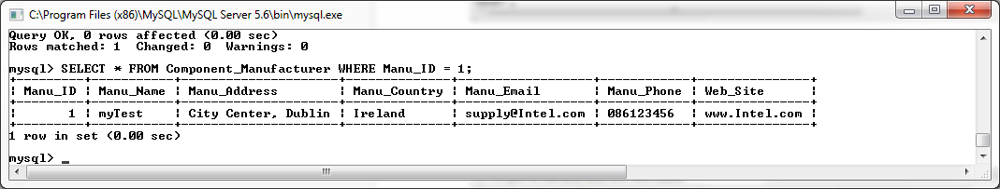 C:\Program Files (x86)\MySQL\MySQL Server 5.6\bin\mysql.exe
Query OK, 0 rows affected (0.00 sec)
Rows matched: 1  Changed: 0  Warnings: 0
mysql> SELECT * FROM Component_Manufacturer WHERE Manu_ID = 1;
+---------+-----------+----------------------+--------------+------------------+------------+---------------+
| Manu_ID | Manu_Name | Manu_Address         | Manu_Country | Manu_Email       | Manu_Phone | Web_Site      |
+---------+-----------+----------------------+--------------+------------------+------------+---------------+
|       1 | myTest    | City Center, Dublin | Ireland      | supply@Intel.com | 086123456  | www.Intel.com |
+---------+-----------+----------------------+--------------+------------------+------------+---------------+
1 row in set (0.00 sec)
mysql> _